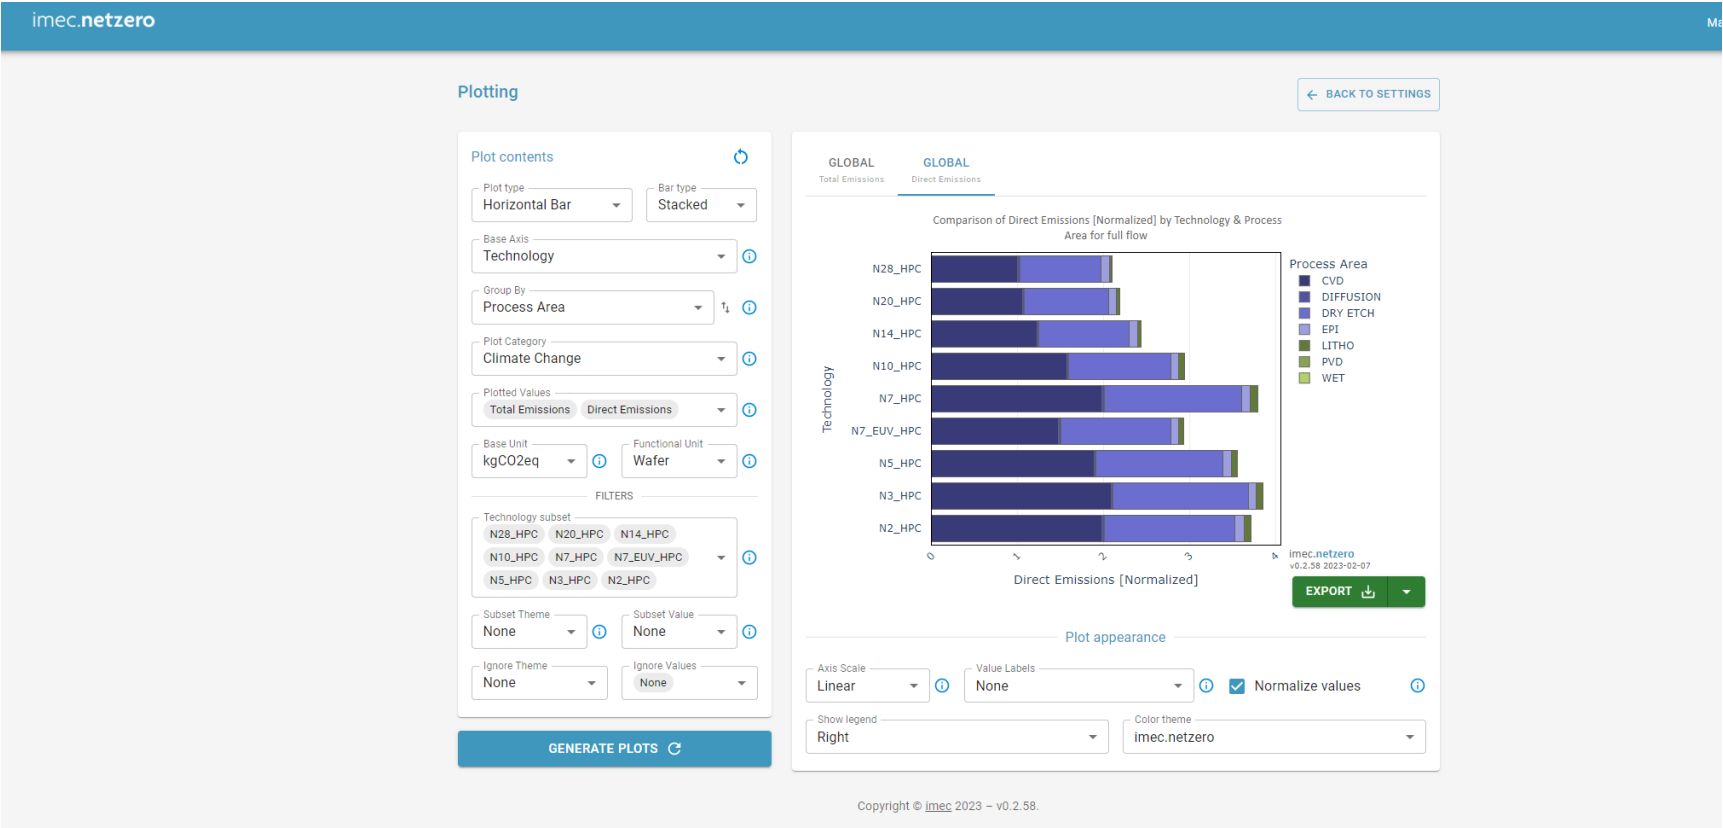 imec.netzero
Plotting
BACK TO SETTINGS
Plot contents
Plot type
Horizontal Bar
Bar type
Stacked
Base Axis
Technology
Group By
Process Area
Plot Category
Climate Change
Plotted Values
Total Emissions Direct Emissions
Base Unit
kgCO2eq
Functional Unit
Wafer
FILTERS
Technology subset
N28_HPC N20_HPC N14_HPC
N10_HPC N7_HPC N7_EUV_HPC
N5_HPC N3_HPC N2_HPC
Subset Theme
None
Subset Value
None
Ignore Theme
None
Ignore Values
None
GENERATE PLOTS
GLOBAL
Total Emissions
GLOBAL
Direct Emissions
Comparison of Direct Emissions [Normalized] by Technology & Process
Area for full flow
Technology
N28_HPC
N20_HPC
N14_HPC
N10_HPC
N7_HPC
N7_EUV_HPC
N5_HPC
N3_HPC
N2_HPC
0 1 2 3 4
Direct Emissions [Normalized]
Process Area
CVD
DIFFUSION
DRY ETCH
EPI
LITHO
PVD
WET
imec.netzero
v0.2.58 2023-02-07
EXPORT
Plot appearance
Axis Scale
Linear
Value Labels
None
Normalize values
Show legend
Right
Color theme
imec.netzero
Copyright © imec 2023 – v0.2.58.